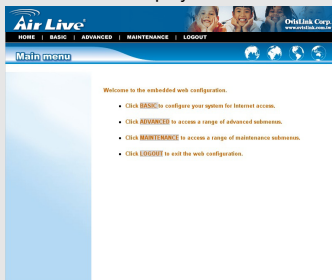 Air Live
OvisLink Corp.
www.ovislink.com.tw
HOME | BASIC | ADVANCED | MAINTENANCE | LOGOUT
Main menu
Welcome to the embedded web configuration.
Click BASIC to configure your system for Internet access.
Click ADVANCED to access a range of advanced submenus.
Click MAINTENANCE to access a range of maintenance submenus.
Click LOGOUT to exit the web configuration.